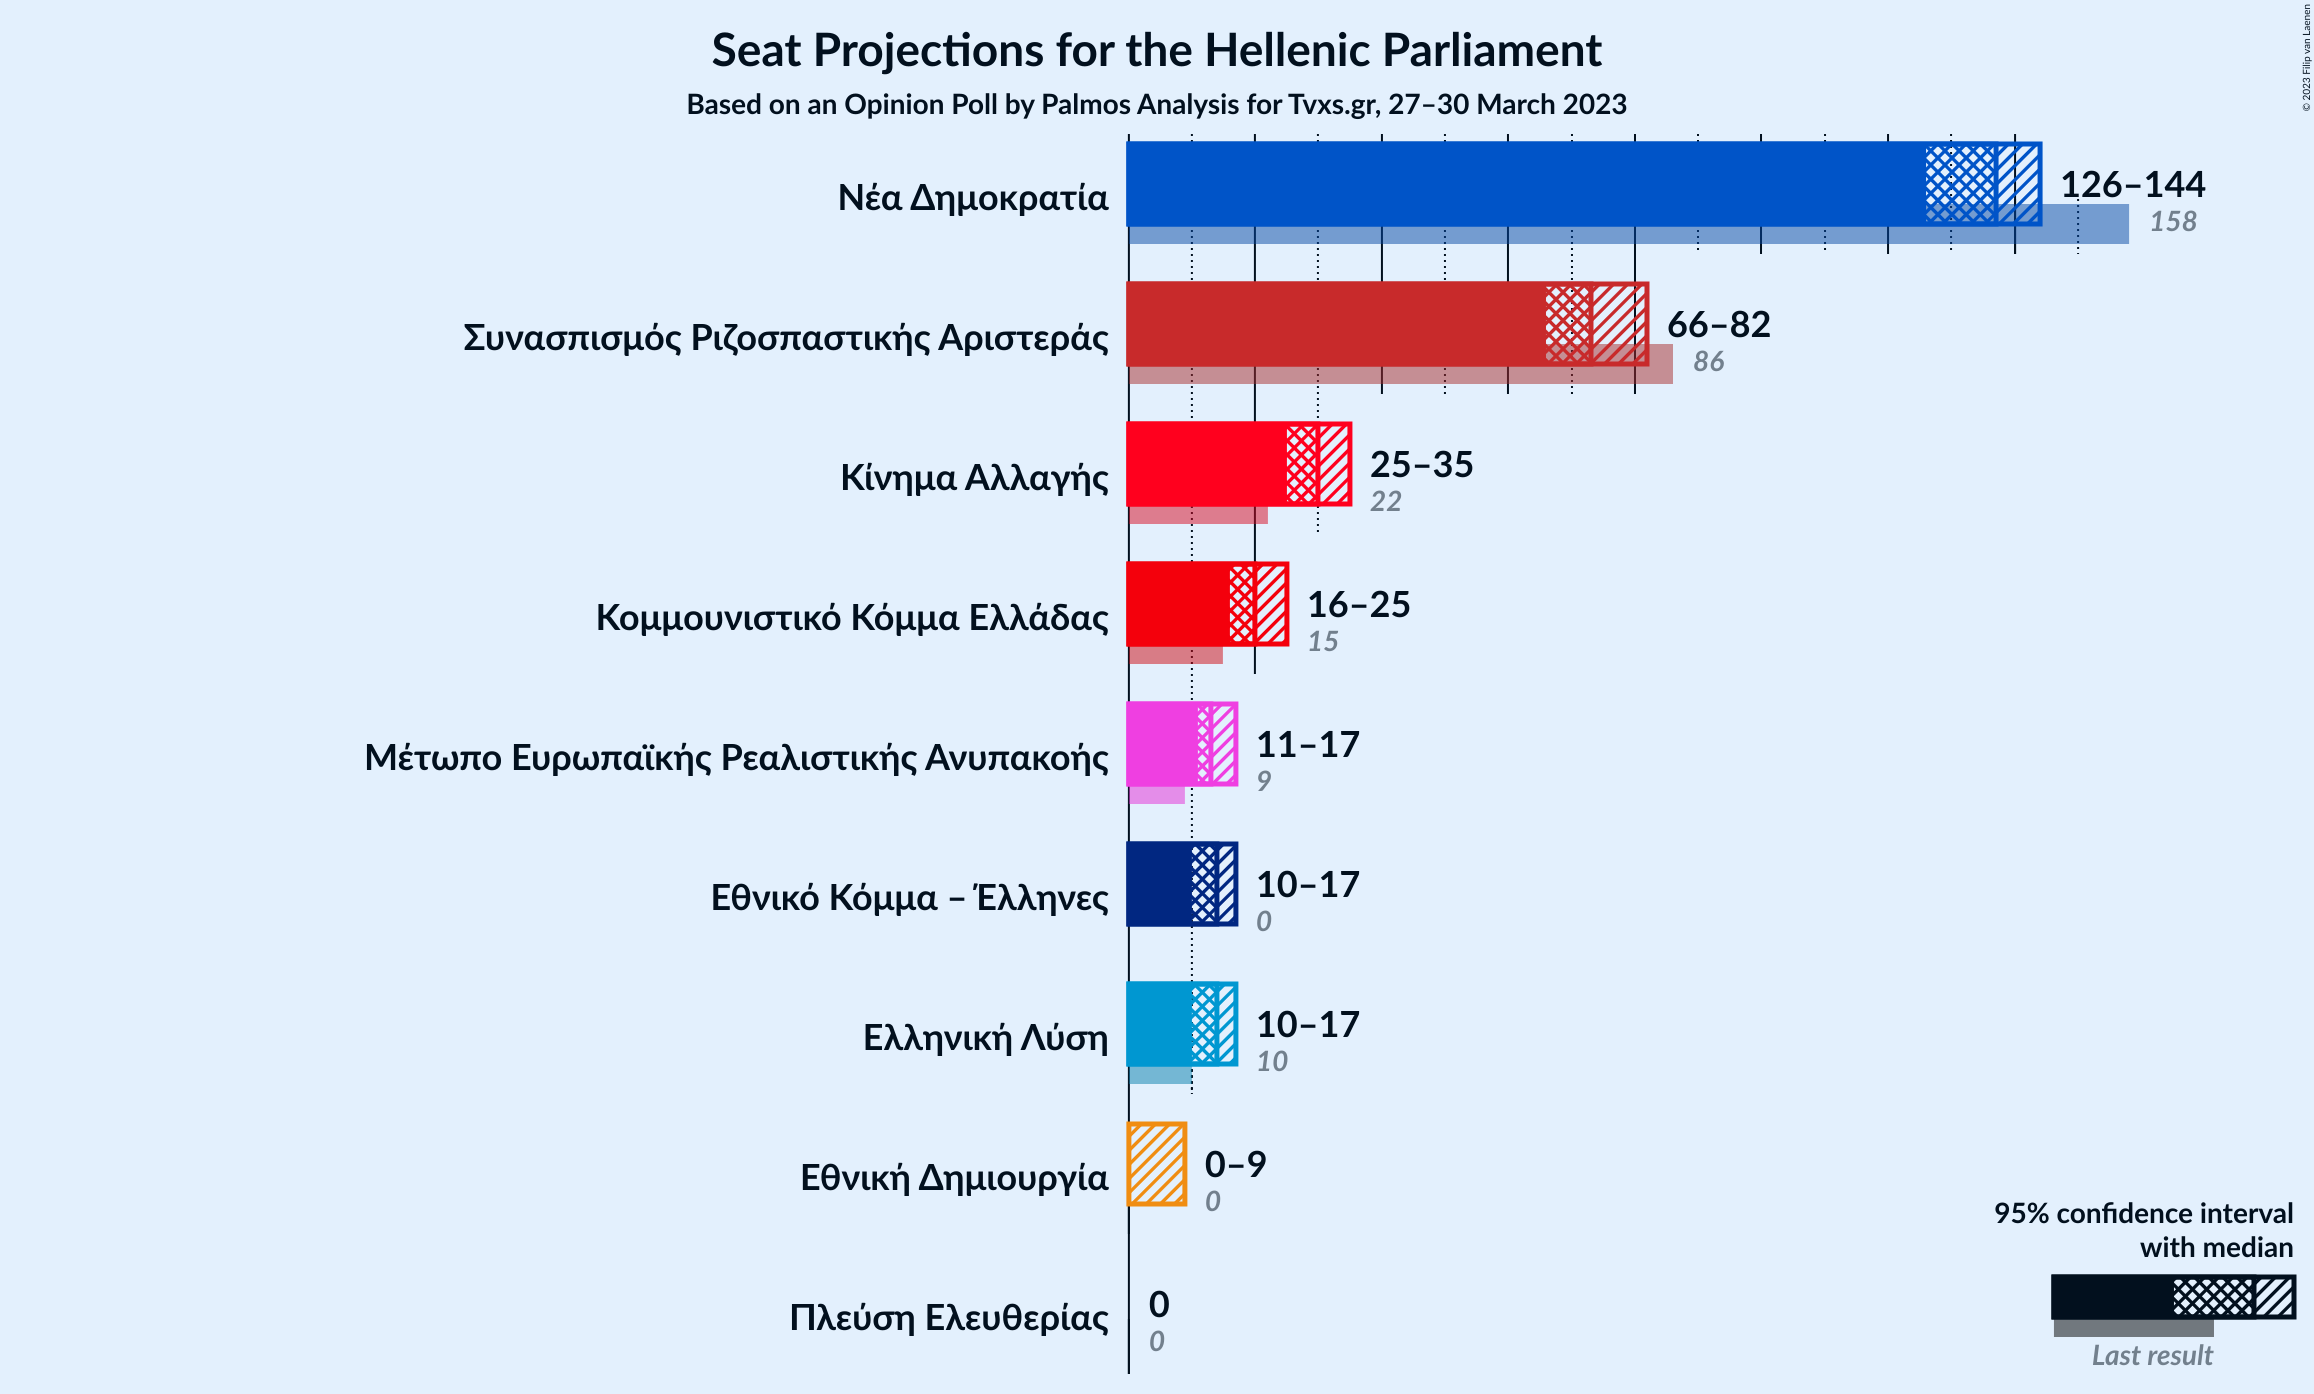 Seat Projections for the Hellenic Parliament
Based on an Opinion Poll by Palmos Analysis for Tvxs.gr, 27–30 March 2023
© 2023 Filip van Laenen
Νέα Δημοκρατία
126–144
158
Συνασπισμός Ριζοσπαστικής Αριστεράς
66–82
86
Κίνημα Αλλαγής
25–35
22
Κομμουνιστικό Κόμμα Ελλάδας
16–25
15
Μέτωπο Ευρωπαϊκής Ρεαλιστικής Ανυπακοής
11–17
9
Εθνικό Κόμμα – Έλληνες
10–17
0
Ελληνική Λύση
10–17
10
Εθνική Δημιουργία
0–9
0
Πλεύση Ελευθερίας
0
0
95% confidence interval
with median
Last result